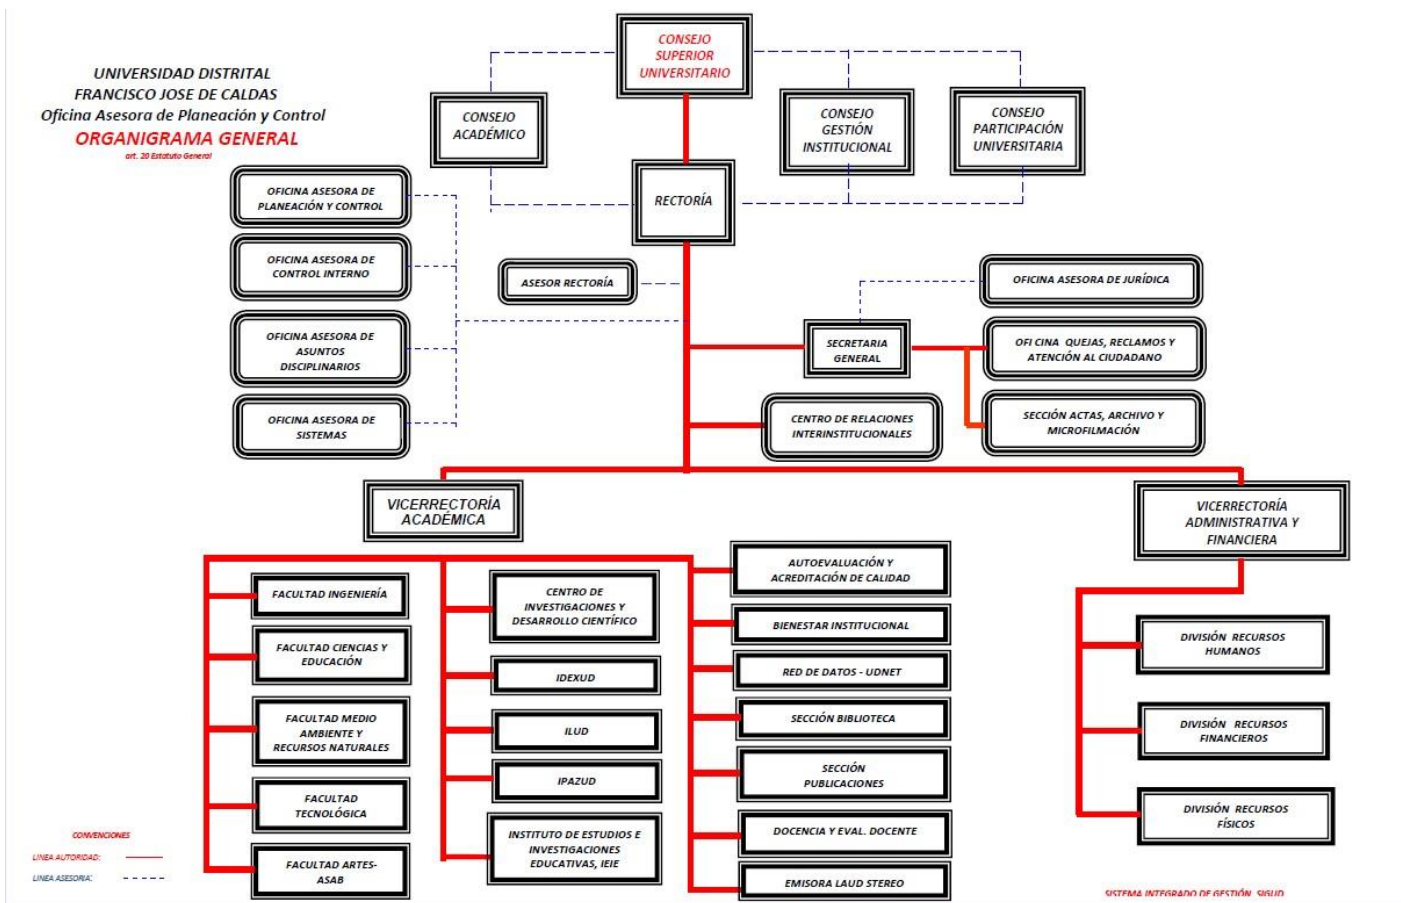 UNIVERSIDAD DISTRITAL
FRANCISCO JOSE DE CALDAS
Oficina Asesora de Planeación y Control
ORGANIGRAMA GENERAL
art. 20 Estatuto General
CONSEJO
SUPERIOR
UNIVERSITARIO
CONSEJO
ACADÉMICO
CONSEJO
GESTIÓN
INSTITUCIONAL
CONSEJO
PARTICIPACIÓN
UNIVERSITARIA
RECTORÍA
OFICINA ASESORA DE
PLANEACIÓN Y CONTROL
OFICINA ASESORA DE
CONTROL INTERNO
OFICINA ASESORA DE
ASUNTOS
DISCIPLINARIOS
OFICINA ASESORA DE
SISTEMAS
ASESOR RECTORÍA
OFICINA ASESORA DE JURÍDICA
SECRETARIA
GENERAL
OFI CINA QUEJAS, RECLAMOS Y
ATENCIÓN AL CIUDADANO
CENTRO DE RELACIONES
INTERINSTITUCIONALES
SECCIÓN ACTAS, ARCHIVO Y
MICROFILMACIÓN
VICERRECTORÍA
ACADÉMICA
VICERRECTORÍA
ADMINISTRATIVA Y
FINANCIERA
FACULTAD INGENIERÍA
FACULTAD CIENCIAS Y
EDUCACIÓN
FACULTAD MEDIO
AMBIENTE Y
RECURSOS NATURALES
FACULTAD
TECNOLÓGICA
FACULTAD ARTES-
ASAB
CENTRO DE
INVESTIGACIONES Y
DESARROLLO CIENTÍFICO
IDEXUD
ILUD
IPAZUD
INSTITUTO DE ESTUDIOS E
INVESTIGACIONES
EDUCATIVAS, IEIE
AUTOEVALUACIÓN Y
ACREDITACIÓN DE CALIDAD
BIENESTAR INSTITUCIONAL
RED DE DATOS - UDNET
SECCIÓN BIBLIOTECA
SECCIÓN
PUBLICACIONES
DOCENCIA Y EVAL. DOCENTE
EMISORA LAUD STEREO
DIVISIÓN RECURSOS
HUMANOS
DIVISIÓN RECURSOS
FINANCIEROS
DIVISIÓN RECURSOS
FÍSICOS
CONVENCIONES
LINEA AUTORIDAD:
LINEA ASESORIA:
SISTEMA INTEGRADO DE GESTIÓN SIGUD